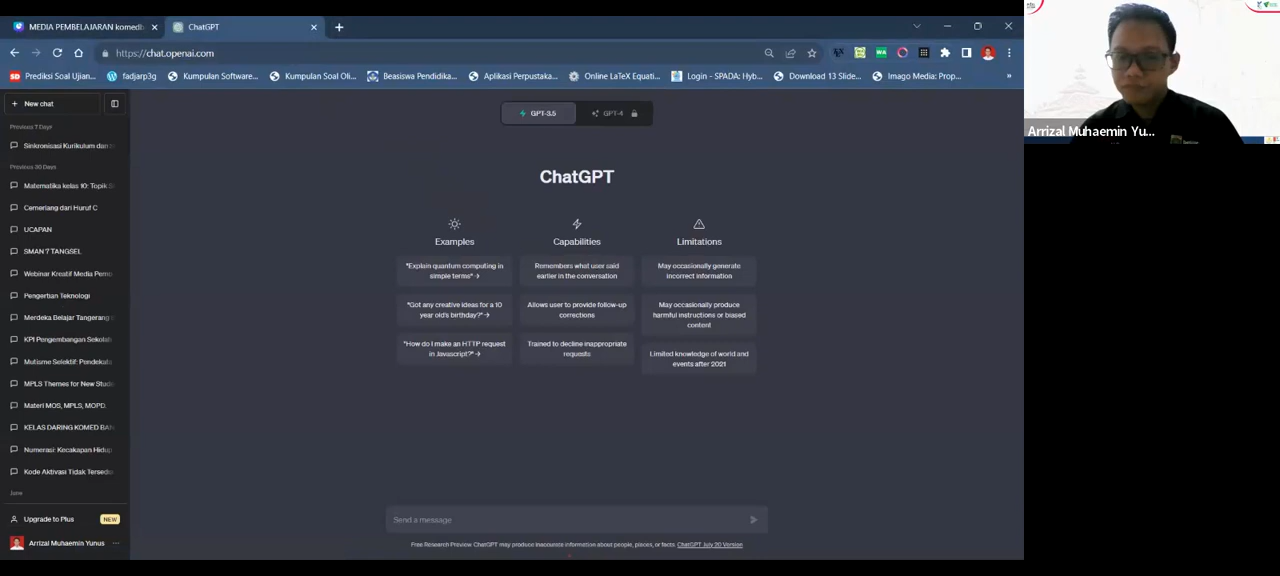 MEDIA PEMBELAJARAN komedb
ChatGPT
https://chat.openai.com
Prediksi Soal Ujian...
fadjarp3g
Kumpulan Software...
Kumpulan Soal Oli...
Beasiswa Pendidika...
Aplikasi Perpustaka...
Online LaTeX Equati...
Login - SPADA: Hyb...
Download 13 Slide...
Imago Media: Prop...
New chat
Previous 7 Days
Sinkronisasi Kurikulum dan
Previous 30 Days
Matematika kelas 10: Topik
Cemerlang dari Huruf C
UCAPAN
SMAN 7 TANGSEL
Webinar Kreatif Media Pem
Pengertian Teknologi
Merdeka Belajar Tangerang
KPI Pengembangan Sekolah
Mutisme Selektif: Pendeka
MPLS Themes for New Stud
Materi MOS, MPLS, MOPD.
KELAS DARING KOMED BAN
Numerasi: Kecakapan Hidup
Kode Aktivasi Tidak Tersed
June
Upgrade to Plus NEW
Arrizal Muhaemin Yunus ...
GPT-3.5
GPT-4
ChatGPT
Examples
"Explain quantum computing in
simple terms" →
"Got any creative ideas for a 10
year old's birthday?" →
"How do I make an HTTP request
in Javascript?" →
Capabilities
Remembers what user said
earlier in the conversation
Allows user to provide follow-up
corrections
Trained to decline inappropriate
requests
Limitations
May occasionally generate
incorrect information
May occasionally produce
harmful instructions or biased
content
Limited knowledge of world and
events after 2021
Send a message
Free Research Preview. ChatGPT may produce inaccurate information about people, places, or facts. ChatGPT July 20 Version
Arrizal Muhaemin Yu...